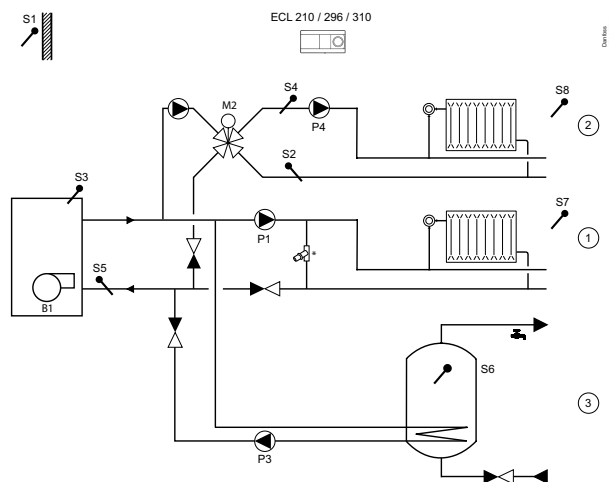 ECL 210 / 296 / 310
S1
Danfoss
S8
S4
M2
P4
S2
2
S3
S7
P1
1
*
S5
B1
S6
3
P3